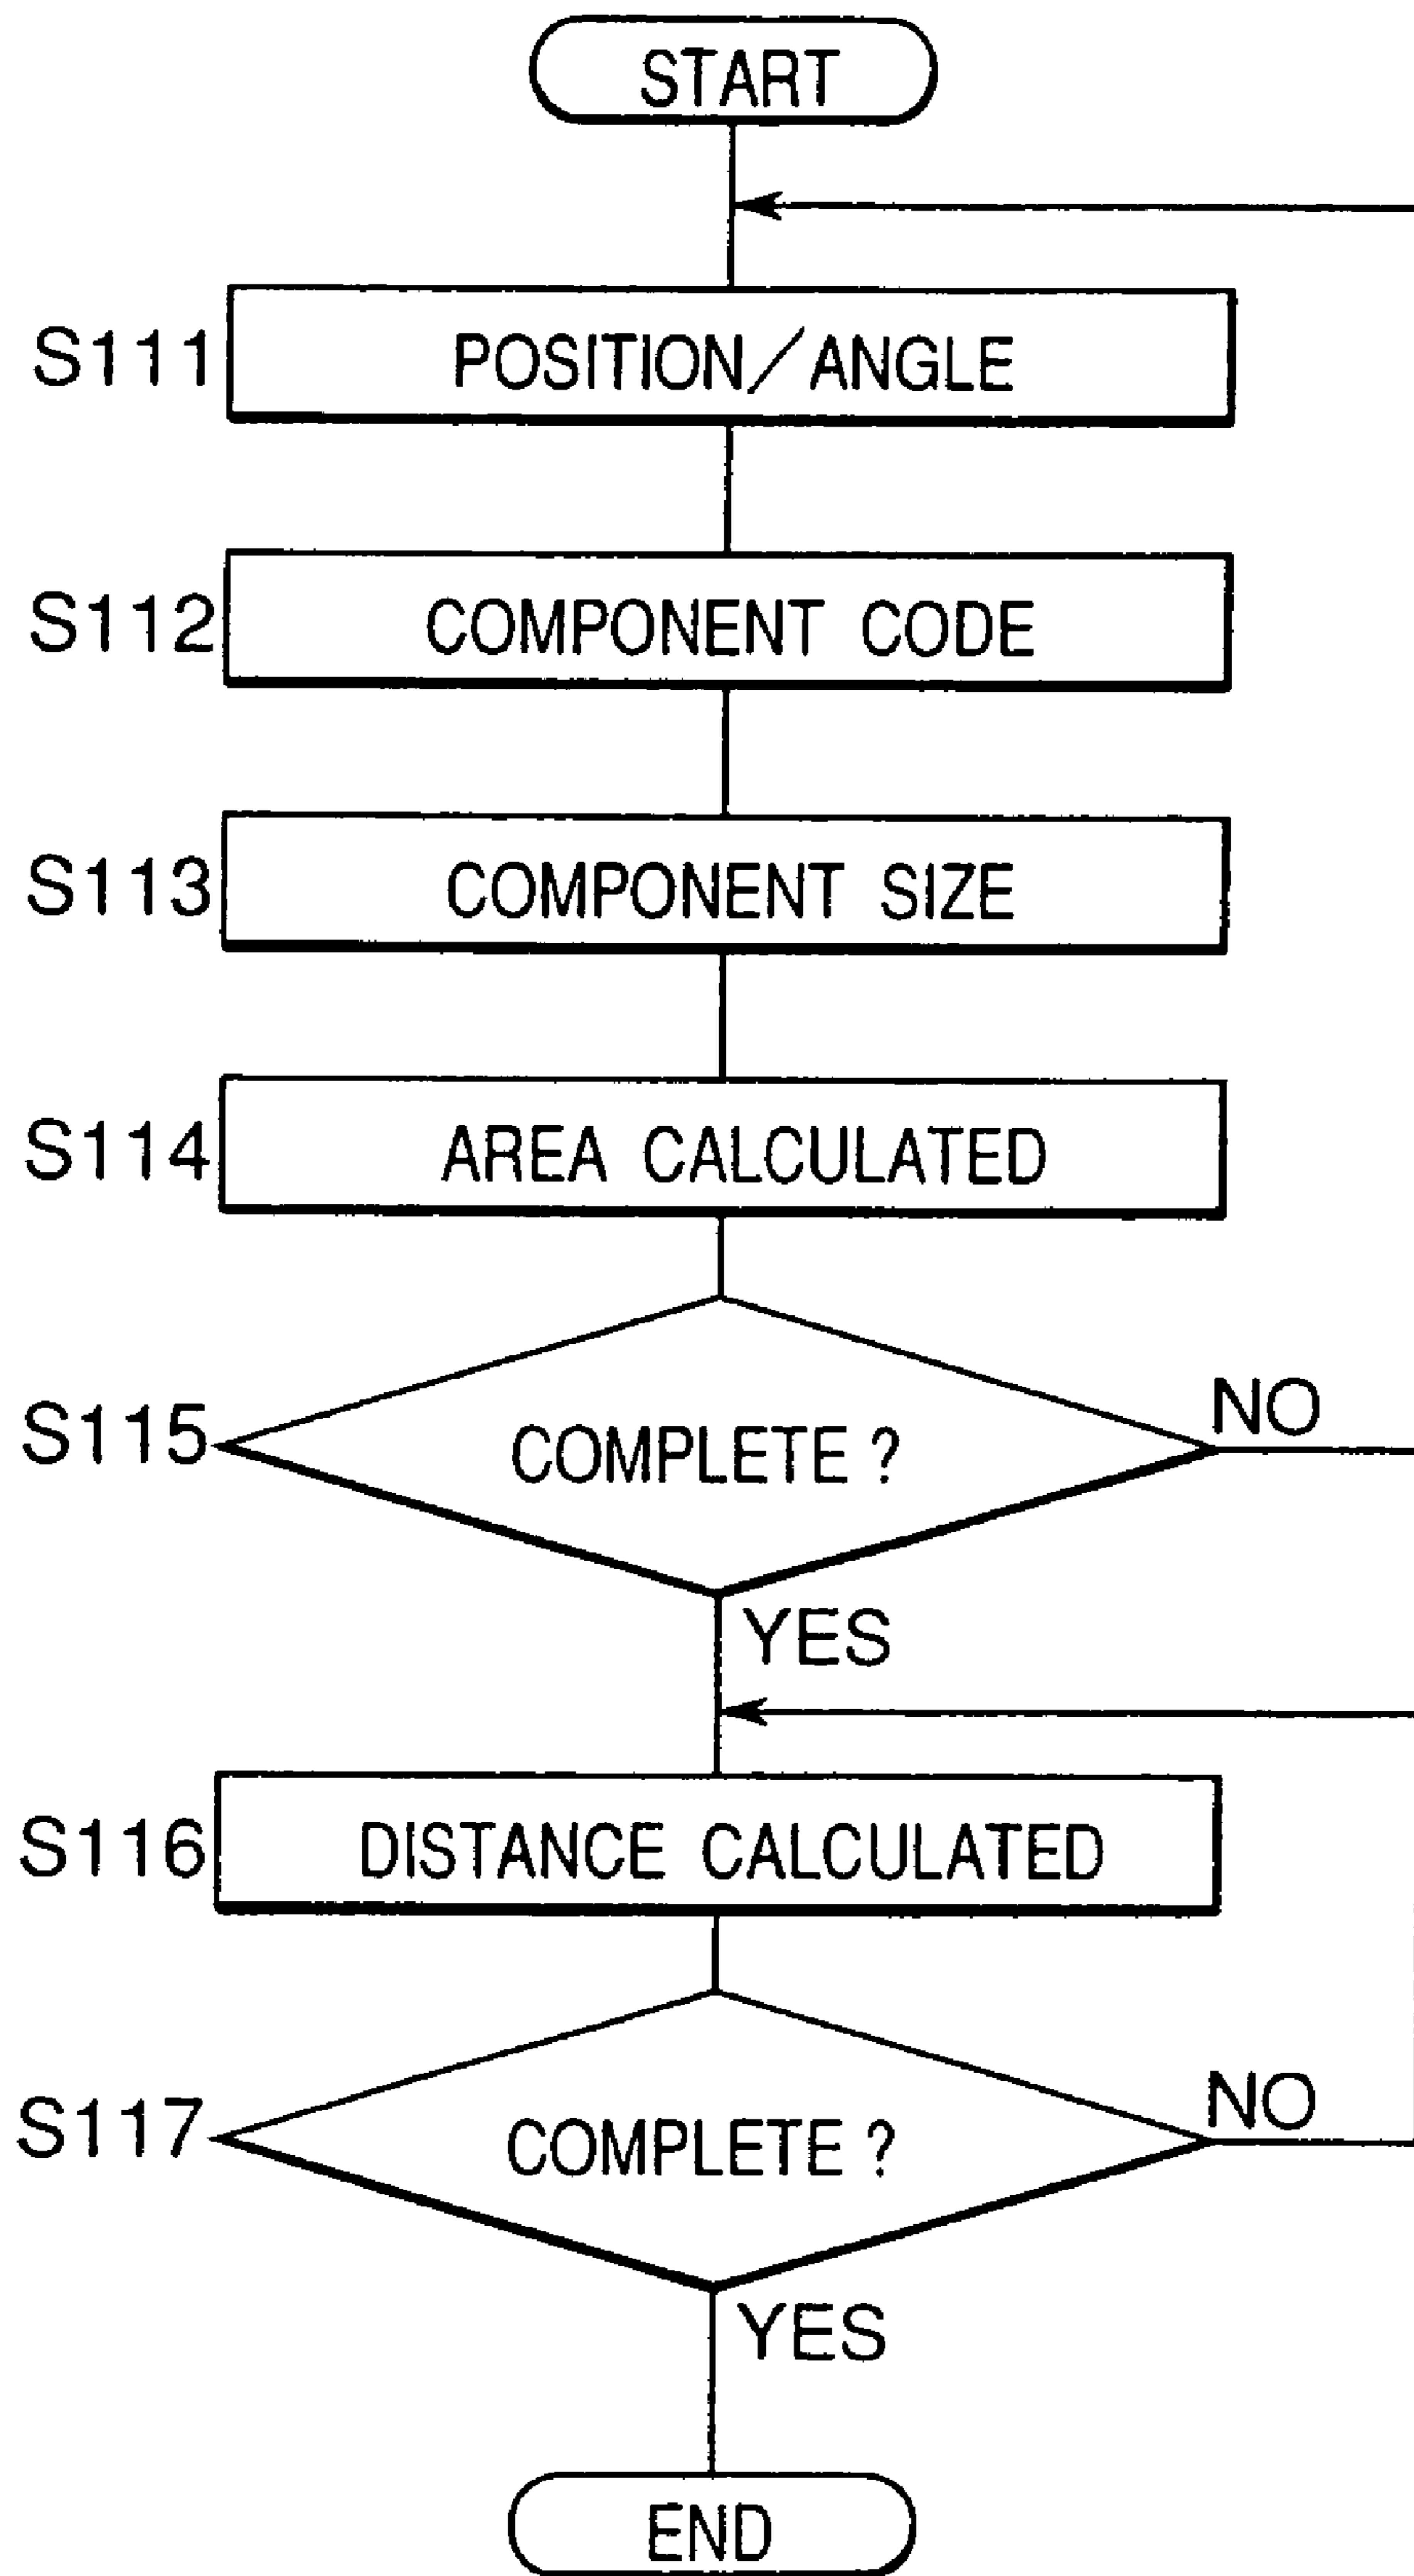 START
S111 POSITION/ANGLE
S112 COMPONENT CODE
S113 COMPONENT SIZE
S114 AREA CALCULATED
S115 COMPLETE ? NO
YES
S116 DISTANCE CALCULATED
S117 COMPLETE ? NO
YES
END